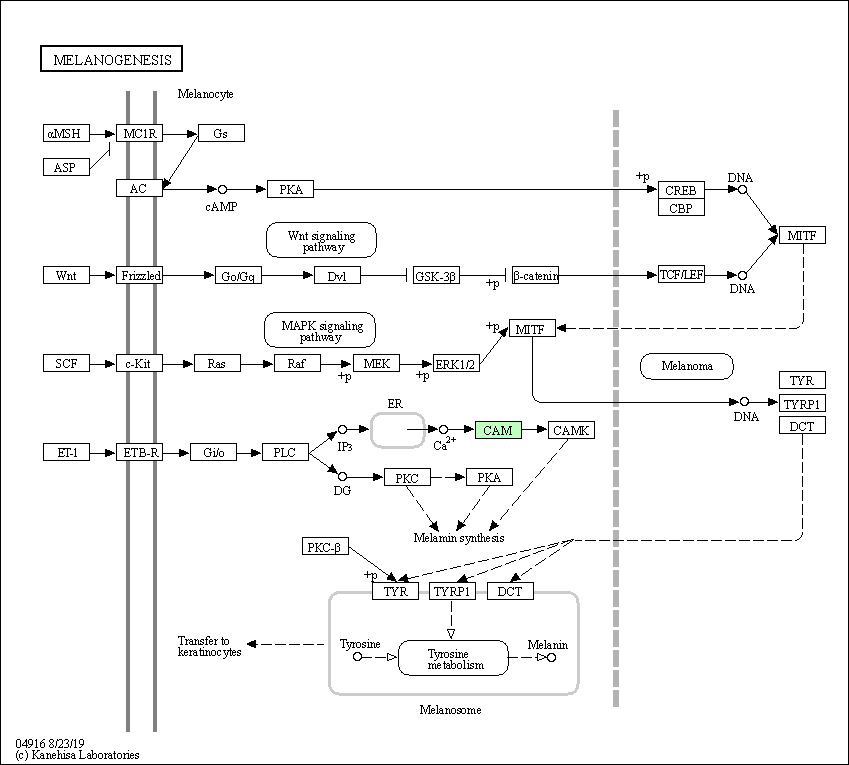 MELANOGENESIS
Melanocyte
αMSH
MC1R
Gs
ASP
AC
cAMP
PKA
+p
CREB
CBP
DNA
MITF
Wnt signaling
pathway
Wnt
Frizzled
Go/Gq
Dvl
GSK-3β
+p
β-catenin
TCF/LEF
DNA
MAPK signaling
pathway
+p
MITF
SCF
c-Kit
Ras
Raf
+p
MEK
+p
ERK1/2
Melanoma
TYR
TYRP1
DCT
DNA
ER
IP3
Ca2+
CAM
CAMK
ET-1
ETB-R
Gi/o
PLC
DG
PKC
PKA
Melamin synthesis
PKC-β
+p
TYR
TYRP1
DCT
Transfer to
keratinocytes
Tyrosine
Tyrosine
metabolism
Melanin
Melanosome
04916 8/23/19
(c) Kanehisa Laboratories